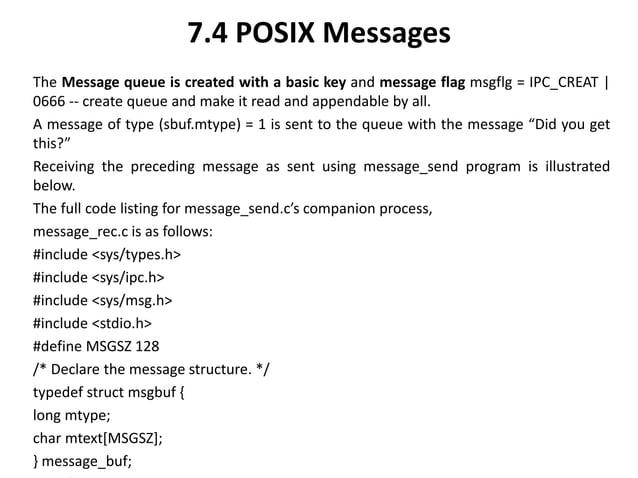 7.4 POSIX Messages
The Message queue is created with a basic key and message flag msgflg = IPC_CREAT |
0666 -- create queue and make it read and appendable by all.
A message of type (sbuf.mtype) = 1 is sent to the queue with the message “Did you get
this?”
Receiving the preceding message as sent using message_send program is illustrated
below.
The full code listing for message_send.c’s companion process,
message_rec.c is as follows:
#include <sys/types.h>
#include <sys/ipc.h>
#include <sys/msg.h>
#include <stdio.h>
#define MSGSZ 128
/* Declare the message structure. */
typedef struct msgbuf {
long mtype;
char mtext[MSGSZ];
} message_buf;